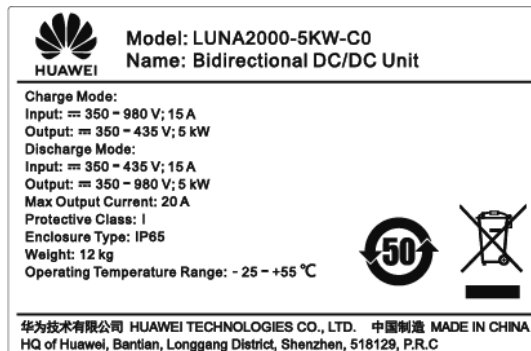 HUAWEI
Model: LUNA2000-5KW-C0
Name: Bidirectional DC/DC Unit
Charge Mode:
Input: ⎓ 350 - 980 V; 15 A
Output: ⎓ 350 - 435 V; 5 kW
Discharge Mode:
Input: ⎓ 350 - 435 V; 15 A
Output: ⎓ 350 - 980 V; 5 kW
Max Output Current: 20 A
Protective Class: I
Enclosure Type: IP65
Weight: 12 kg
Operating Temperature Range: - 25 - +55 ℃
50
华为技术有限公司 HUAWEI TECHNOLOGIES CO., LTD. 中国制造 MADE IN CHINA
HQ of Huawei, Bantian, Longgang District, Shenzhen, 518129, P.R.C